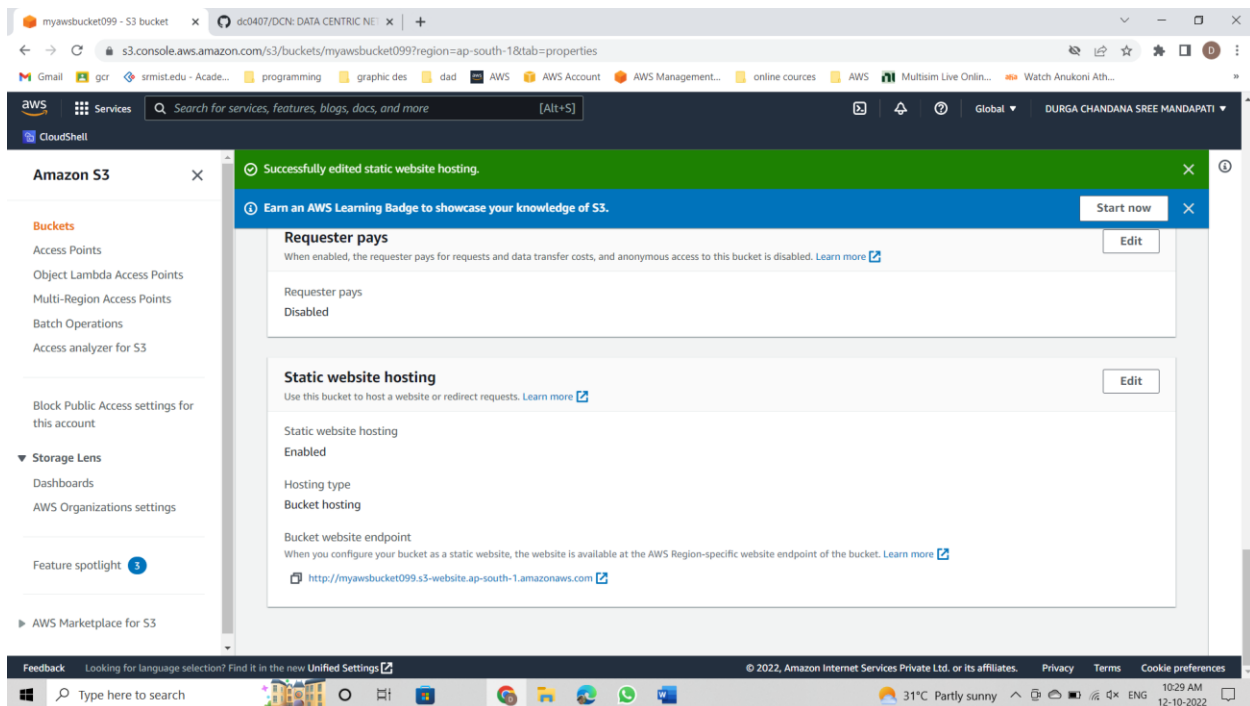 myawsbucket099 - S3 bucket
dc0407/DCN: DATA CENTRIC NE
s3.console.aws.amazon.com/s3/buckets/myawsbucket099?region=ap-south-1&tab=properties
D
Gmail gcr srmist.edu - Acade... programming graphic des dad AWS AWS Account AWS Management... online cources AWS Multisim Live Onlin... Watch Anukoni Ath...
aws Services Search for services, features, blogs, docs, and more [Alt+S] Global DURGA CHANDANA SREE MANDAPATI
CloudShell
Amazon S3
Buckets
Access Points
Object Lambda Access Points
Multi-Region Access Points
Batch Operations
Access analyzer for S3
Block Public Access settings for
this account
Storage Lens
Dashboards
AWS Organizations settings
Feature spotlight 3
AWS Marketplace for S3
Successfully edited static website hosting.
Earn an AWS Learning Badge to showcase your knowledge of S3. Start now
Requester pays Edit
When enabled, the requester pays for requests and data transfer costs, and anonymous access to this bucket is disabled. Learn more
Requester pays
Disabled
Static website hosting Edit
Use this bucket to host a website or redirect requests. Learn more
Static website hosting
Enabled
Hosting type
Bucket hosting
Bucket website endpoint
When you configure your bucket as a static website, the website is available at the AWS Region-specific website endpoint of the bucket. Learn more
http://myawsbucket099.s3-website.ap-south-1.amazonaws.com
Feedback Looking for language selection? Find it in the new Unified Settings © 2022, Amazon Internet Services Private Ltd. or its affiliates. Privacy Terms Cookie preferences
Type here to search 31°C Partly sunny ENG 10:29 AM
12-10-2022